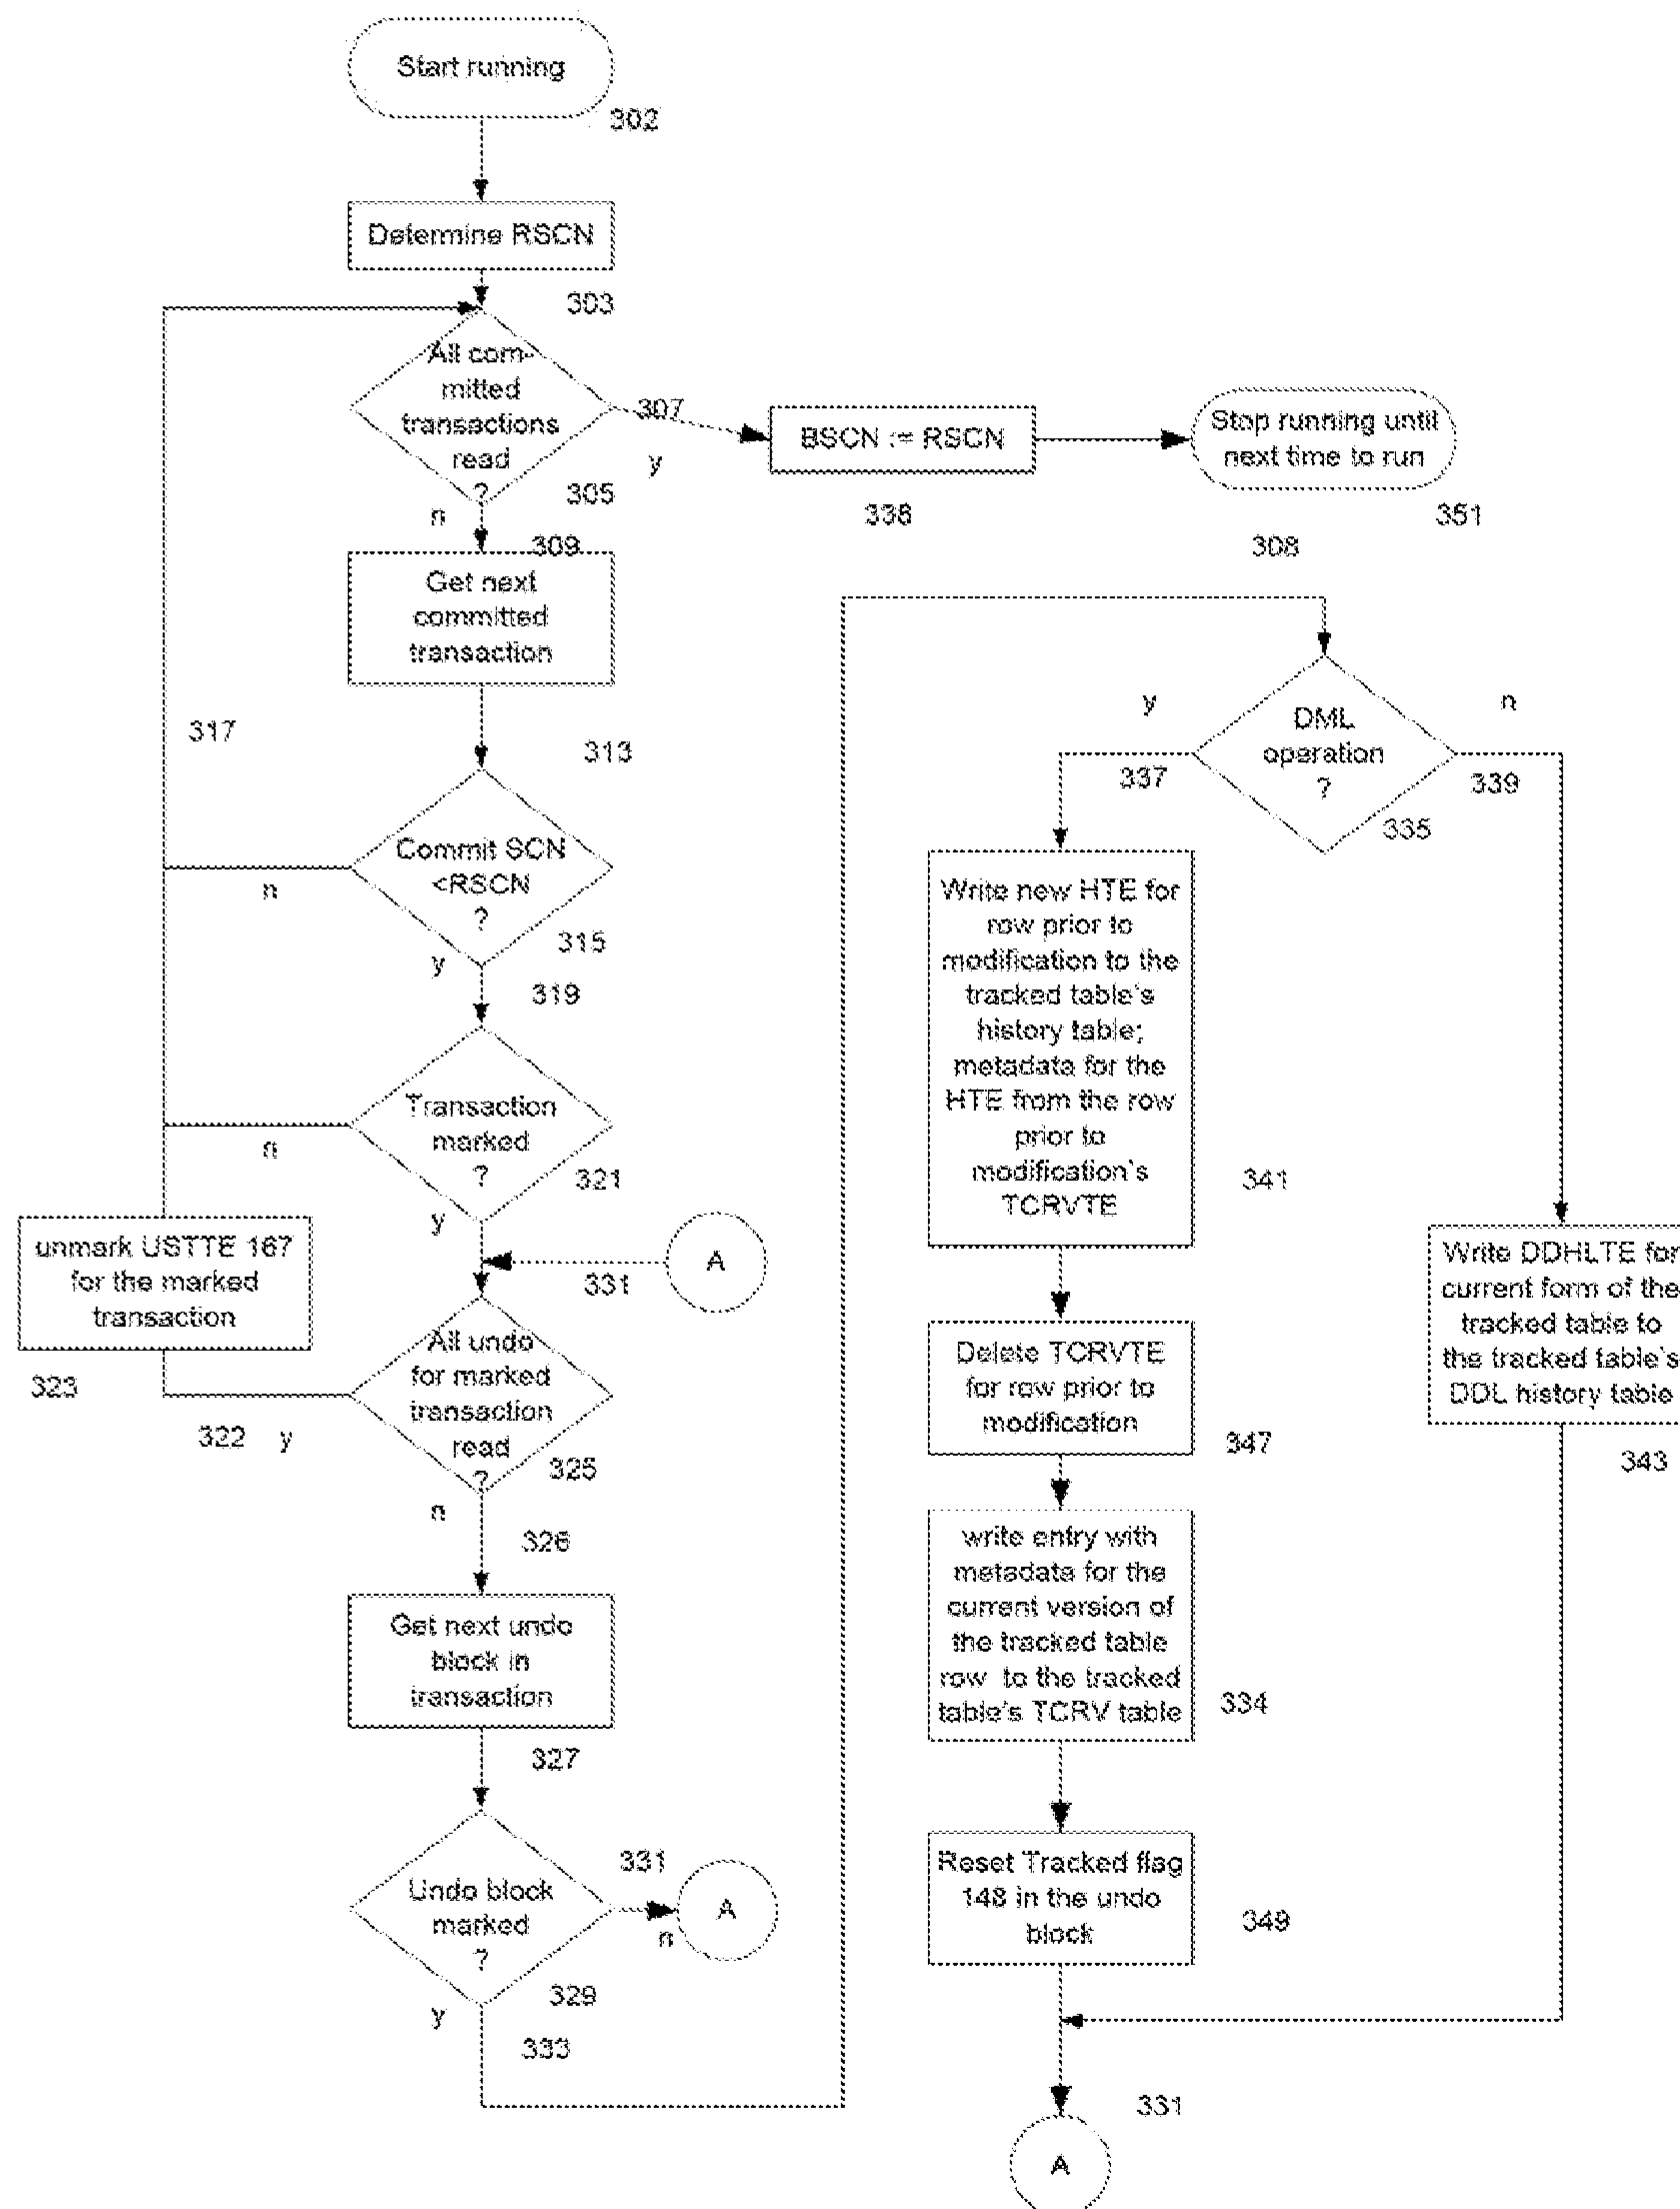 Start running
302
Determine RSCN
303
All com-
mitted
transactions
read
?
305
307
y
BSCN := RSCN
338
Stop running until
next time to run
351
308
n
309
Get next
committed
transaction
313
317
Commit SCN
<RSCN
?
315
n
y
319
Transaction
marked
?
321
n
y
A
331
unmark USTTE 167
for the marked
transaction
323
All undo
for marked
transaction
read
?
325
322
y
n
326
Get next undo
block in
transaction
327
Undo block
marked
?
329
331
n
A
y
333
DML
operation
?
335
y
337
n
339
Write new HTE for
row prior to
modification to the
tracked table's
history table;
metadata for the
HTE from the row
prior to
modification's
TCRVTE
341
Delete TCRVTE
for row prior to
modification
347
write entry with
metadata for the
current version of
the tracked table
row to the tracked
table's TCRV table
334
Reset Tracked flag
148 in the undo
block
349
Write DDHLTE for
current form of the
tracked table to
the tracked table's
DDL history table
343
331
A